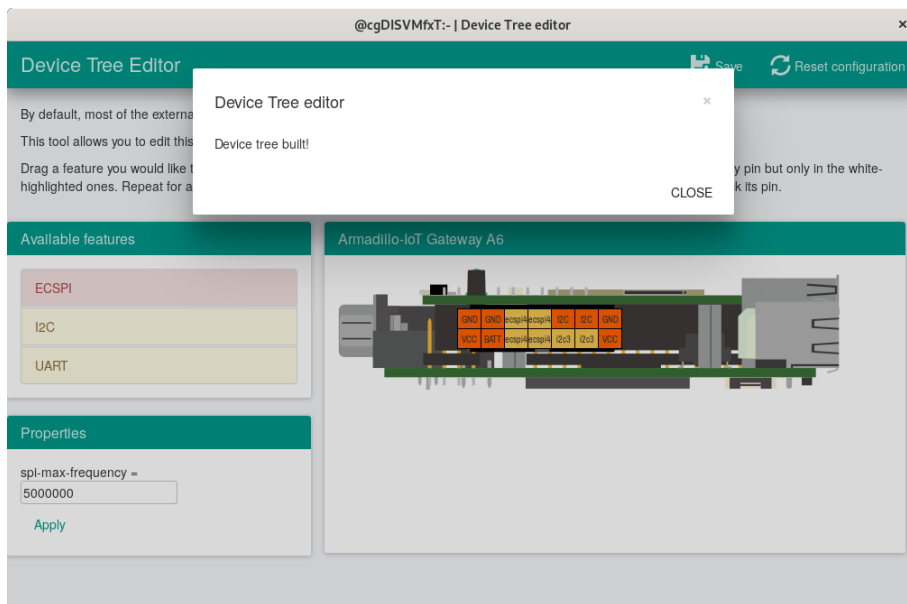 @cgDISVMfxT:~ | Device Tree editor
×
Device Tree Editor
Save
Reset configuration
Device Tree editor
×
Device tree built!
CLOSE
By default, most of the externa
This tool allows you to edit this
Drag a feature you would like t
y pin but only in the white-
highlighted ones. Repeat for a
k its pin.
Available features
ECSPI
I2C
UART
Properties
spi-max-frequency =
5000000
Apply
Armadillo-IoT Gateway A6
GND GND ecspi4 ecspi4 I2C I2C GND
VCC BATT ecspi4 ecspi4 i2c3 i2c3 VCC